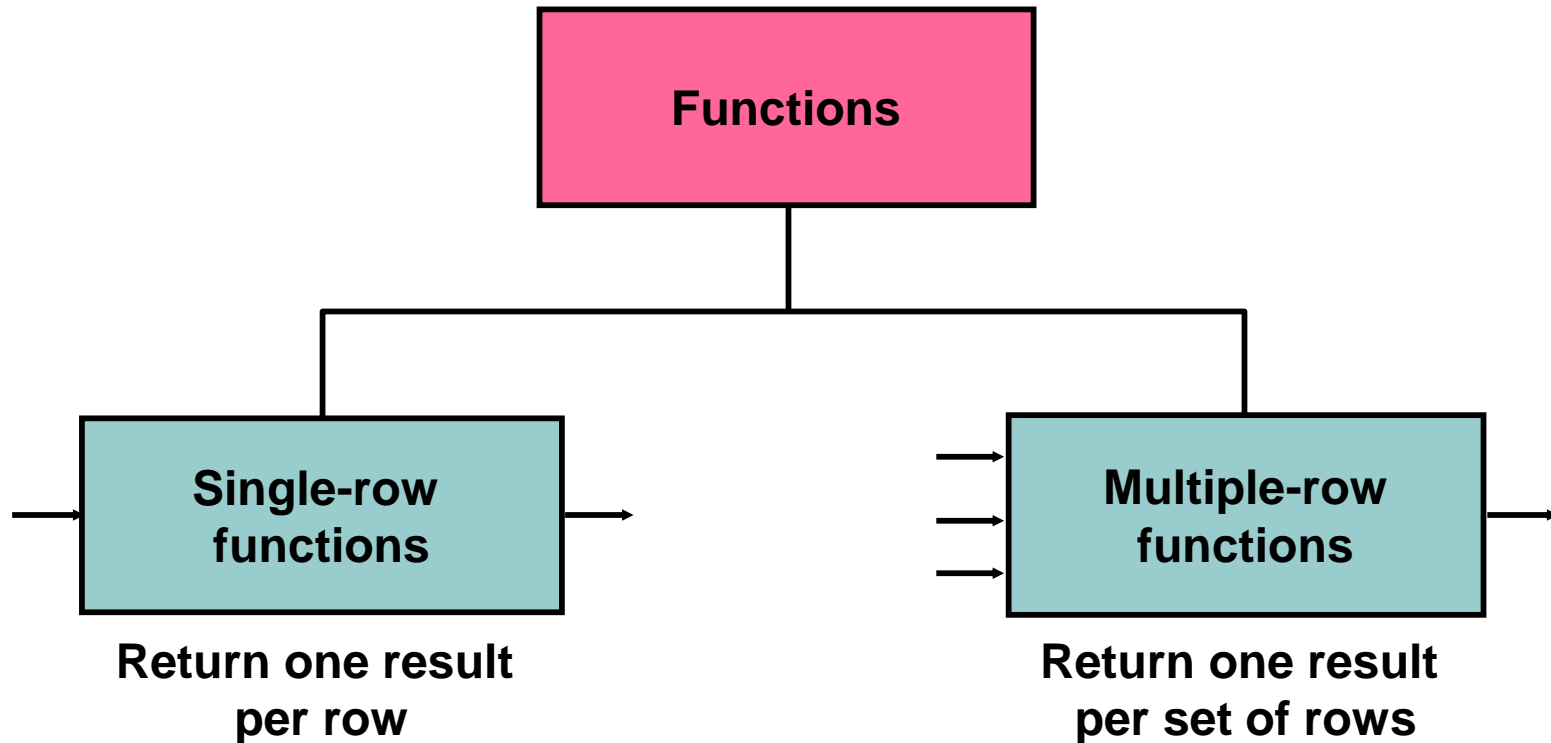 Functions
Single-row
functions
Multiple-row
functions
Return one result
per row
Return one result
per set of rows